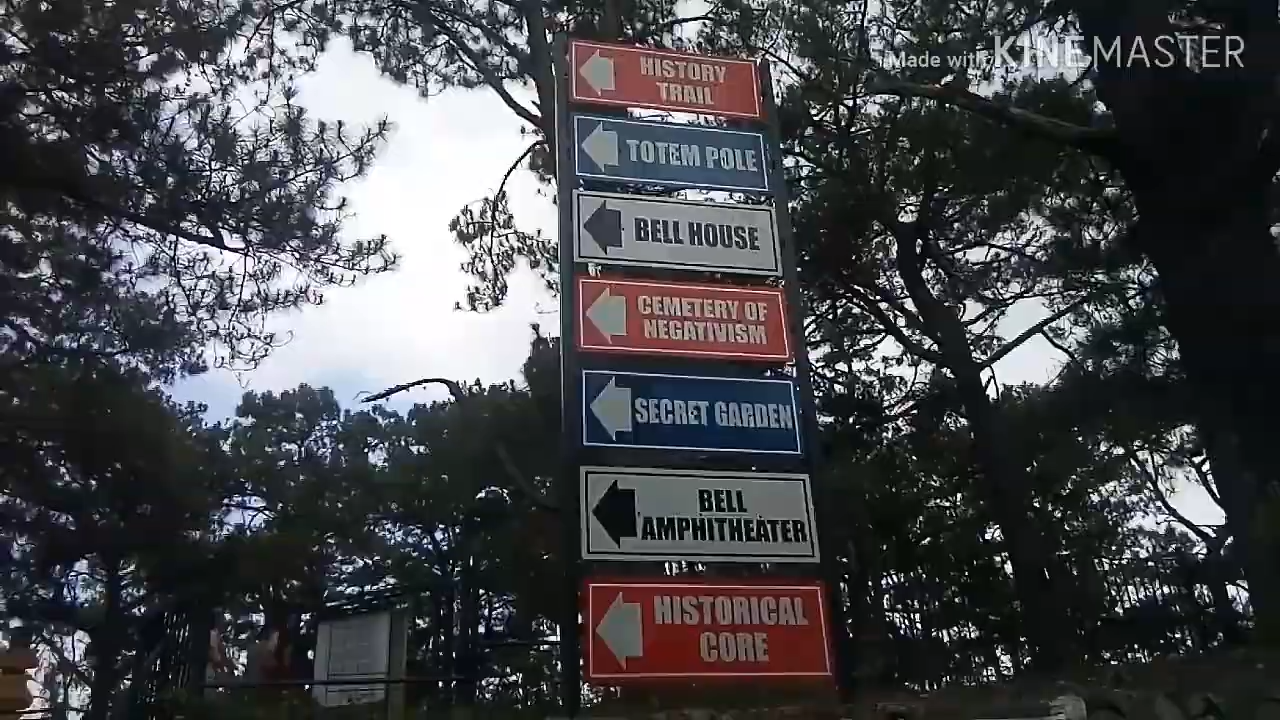 Made with KINEMASTER
HISTORY
TRAIL
TOTEM POLE
BELL HOUSE
CEMETERY OF
NEGATIVISM
SECRET GARDEN
BELL
AMPHITHEATER
HISTORICAL
CORE